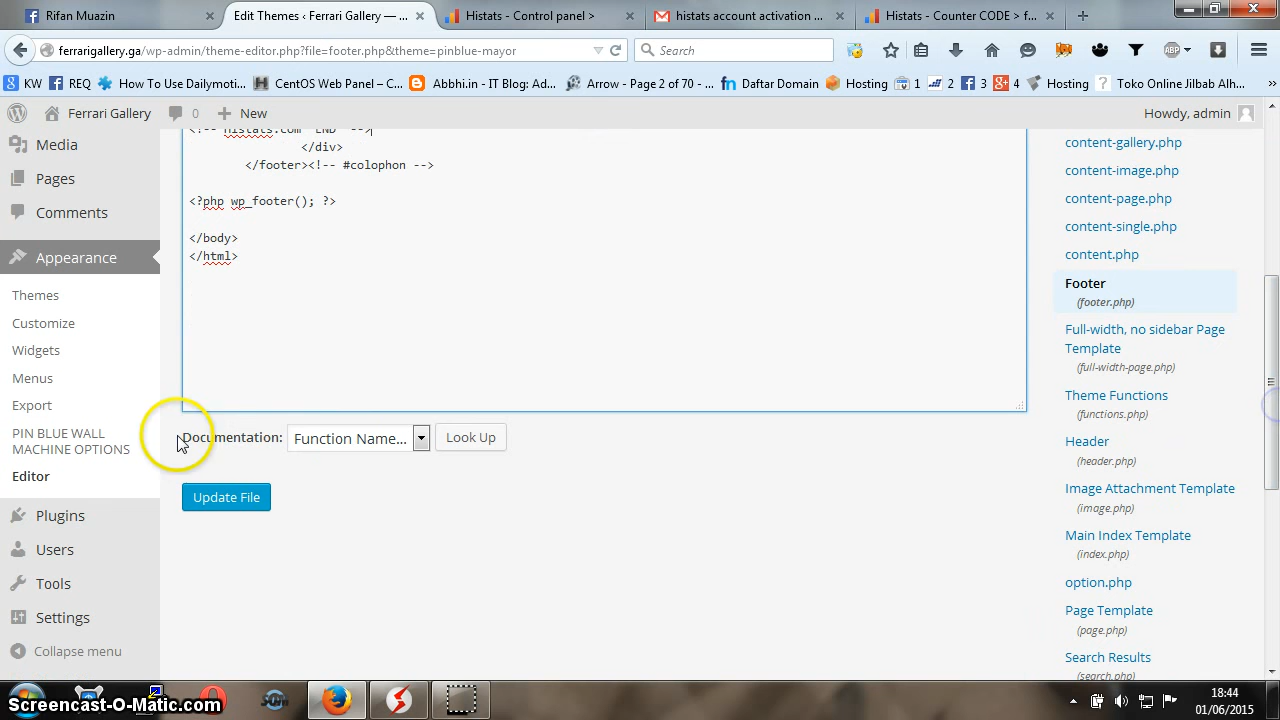 Rifan Muazin
Edit Themes ‹ Ferrari Gallery — ...
Histats - Control panel >
histats account activation ...
Histats - Counter CODE > f...
ferrarigallery.ga/wp-admin/theme-editor.php?file=footer.php&theme=pinblue-mayor
Search
ABP
KW
REQ
How To Use Dailymoti...
CentOS Web Panel...
Abbhi.in - IT Blog: Ad...
Arrow - Page 2 of 70 - ...
Daftar Domain
Hosting
1
2
3
4
Hosting
Toko Online Jilbab Alh...
Ferrari Gallery
0
New
Howdy, admin
Media
Pages
Comments
Appearance
Themes
Customize
Widgets
Menus
Export
PIN BLUE WALL
MACHINE OPTIONS
Editor
Plugins
Users
Tools
Settings
Collapse menu
<!-- Histats.com  END  -->
</div>
</footer><!-- #colophon -->
<?php wp_footer(); ?>
</body>
</html>
Documentation:
Function Name...
Look Up
Update File
content-gallery.php
content-image.php
content-page.php
content-single.php
content.php
Footer
(footer.php)
Full-width, no sidebar Page
Template
(full-width-page.php)
Theme Functions
(functions.php)
Header
(header.php)
Image Attachment Template
(image.php)
Main Index Template
(index.php)
option.php
Page Template
(page.php)
Search Results
(search.php)
Screencast-O-Matic.com
18:44
01/06/2015